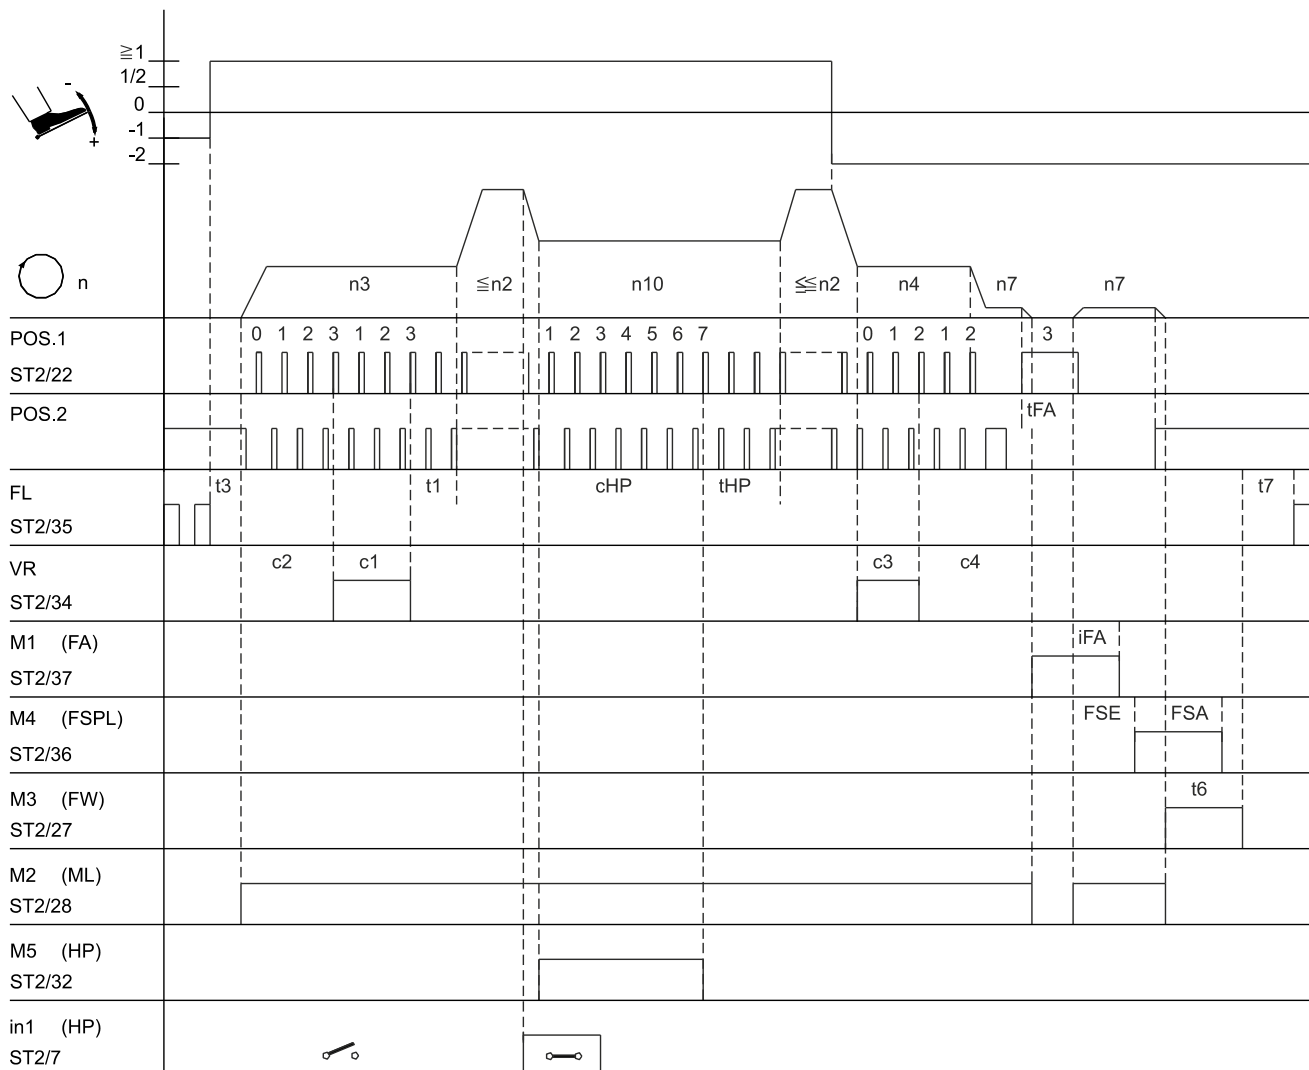 ≧1
1/2
0
-1
-2
-
+
n
n3
≦n2
n10
≦≦n2
n4
n7
n7
POS.1
0 1 2 3 1 2 3
1 2 3 4 5 6 7
0 1 2 1 2
3
ST2/22
POS.2
tFA
FL
t3
t1
cHP
tHP
t7
ST2/35
VR
c2
c1
c3
c4
ST2/34
M1 (FA)
iFA
ST2/37
M4 (FSPL)
FSE
FSA
ST2/36
M3 (FW)
t6
ST2/27
M2 (ML)
ST2/28
M5 (HP)
ST2/32
in1 (HP)
ST2/7